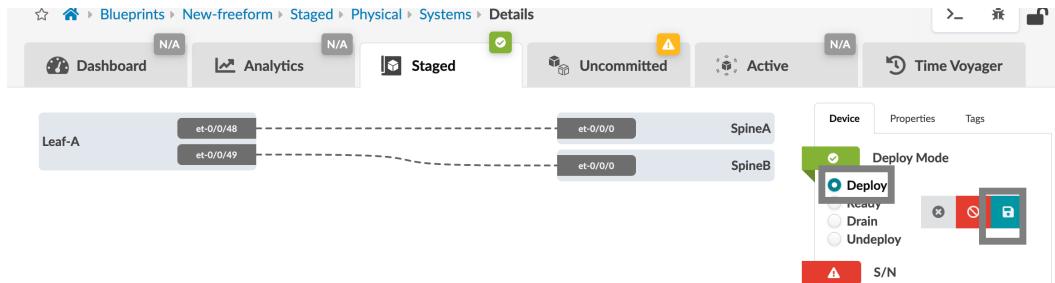 Blueprints New-freeform Staged Physical Systems Details
N/A N/A N/A
Dashboard Analytics Staged Uncommitted Active Time Voyager
Device Properties Tags
Leaf-A et-0/0/48 et-0/0/0 SpineA
et-0/0/49 et-0/0/0 SpineB
Deploy Mode
Deploy
Ready
Drain
Undeploy
S/N